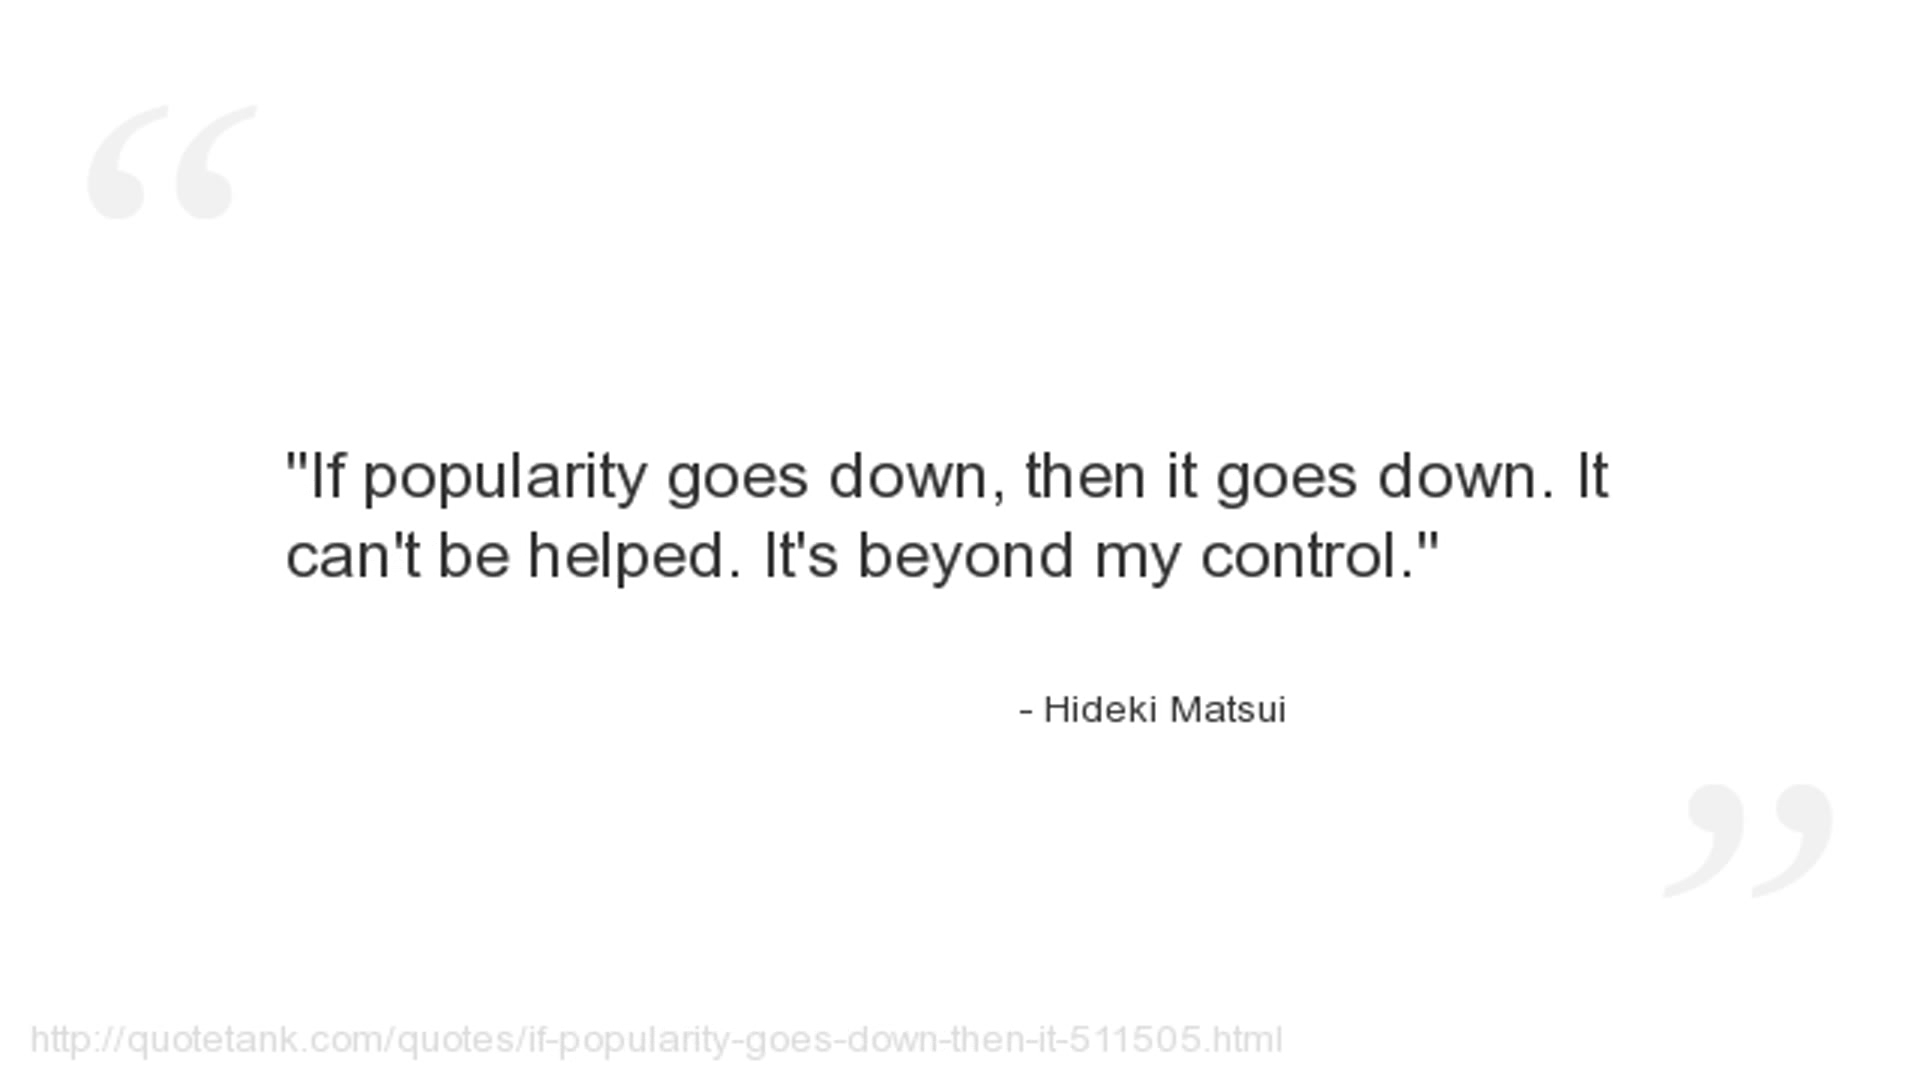 "If popularity goes down, then it goes down. It
can't be helped. It's beyond my control."
- Hideki Matsui
http://quotetank.com/quotes/if-popularity-goes-down-then-it-511505.html